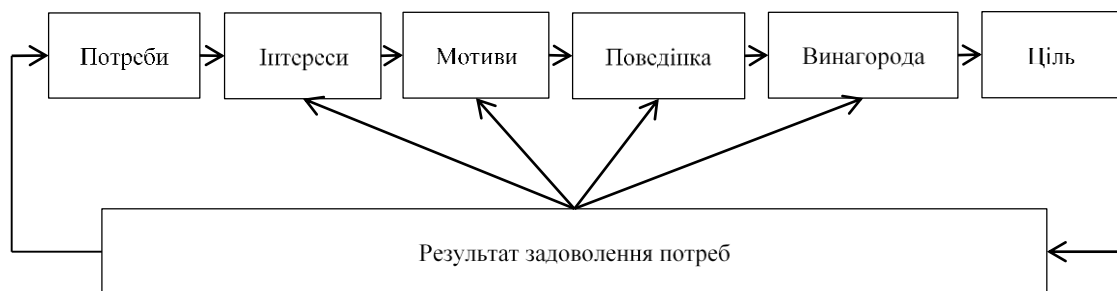 Потреби
Інтереси
Мотиви
Поведінка
Винагорода
Ціль
Результат задоволення потреб